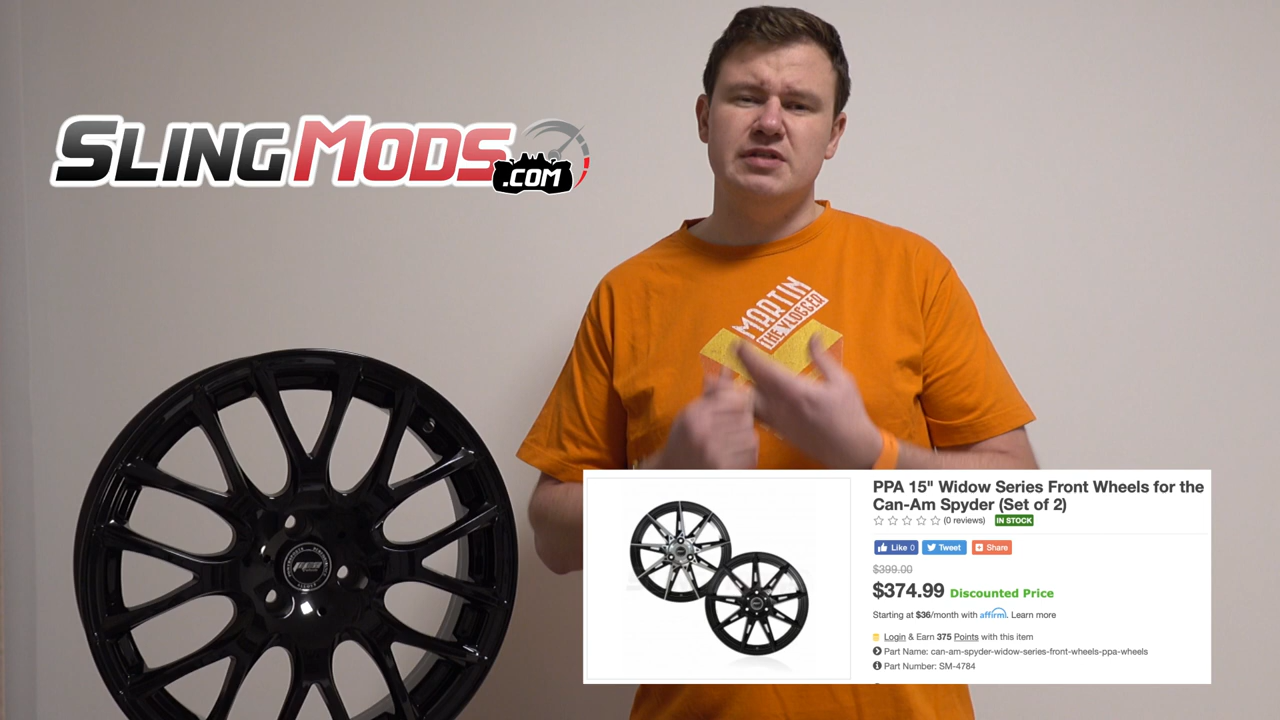 SLINGMODS
.COM
MARTIN
THE VLOGGER
PPA 15" Widow Series Front Wheels for the
Can-Am Spyder (Set of 2)
(0 reviews) IN STOCK
Like 0 Tweet Share
$399.00
$374.99 Discounted Price
Starting at $36/month with affirm. Learn more
Login & Earn 375 Points with this item
Part Name: can-am-spyder-widow-series-front-wheels-ppa-wheels
Part Number: SM-4784